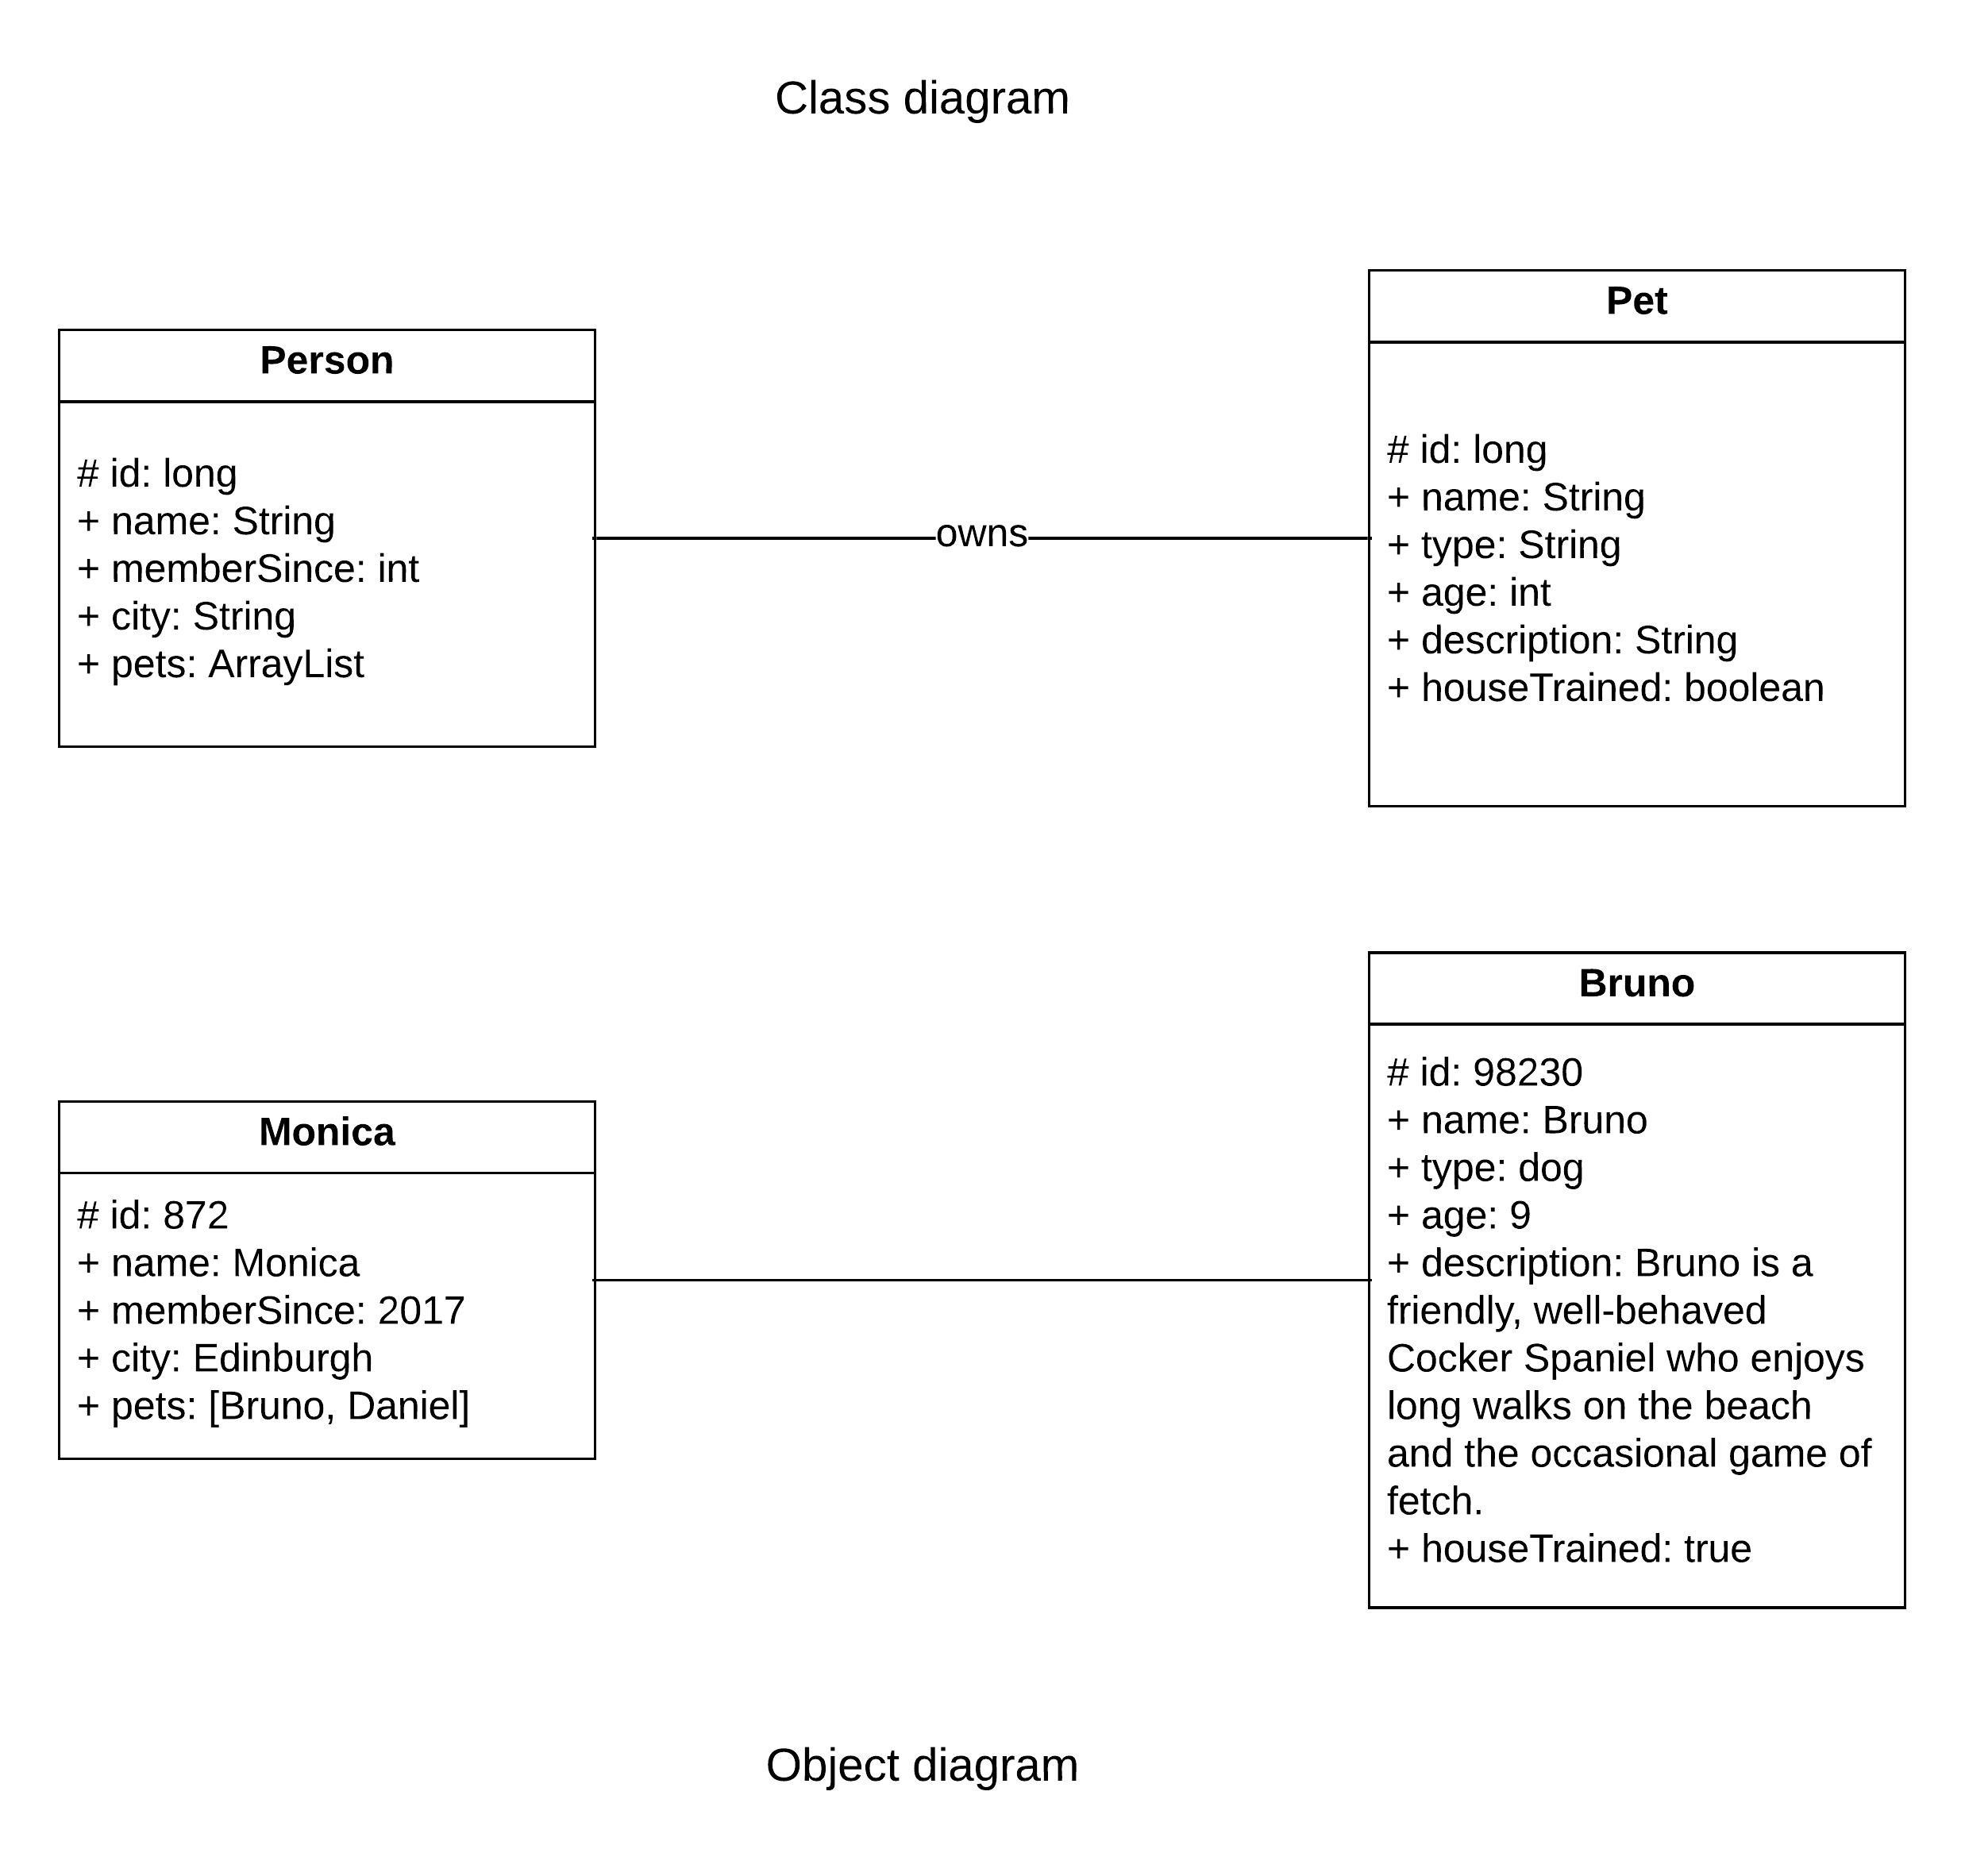 Class diagram
Person
# id: long
+ name: String
+ memberSince: int
+ city: String
+ pets: ArrayList
owns
Pet
# id: long
+ name: String
+ type: String
+ age: int
+ description: String
+ houseTrained: boolean
Monica
# id: 872
+ name: Monica
+ memberSince: 2017
+ city: Edinburgh
+ pets: [Bruno, Daniel]
Bruno
# id: 98230
+ name: Bruno
+ type: dog
+ age: 9
+ description: Bruno is a
friendly, well-behaved
Cocker Spaniel who enjoys
long walks on the beach
and the occasional game of
fetch.
+ houseTrained: true
Object diagram